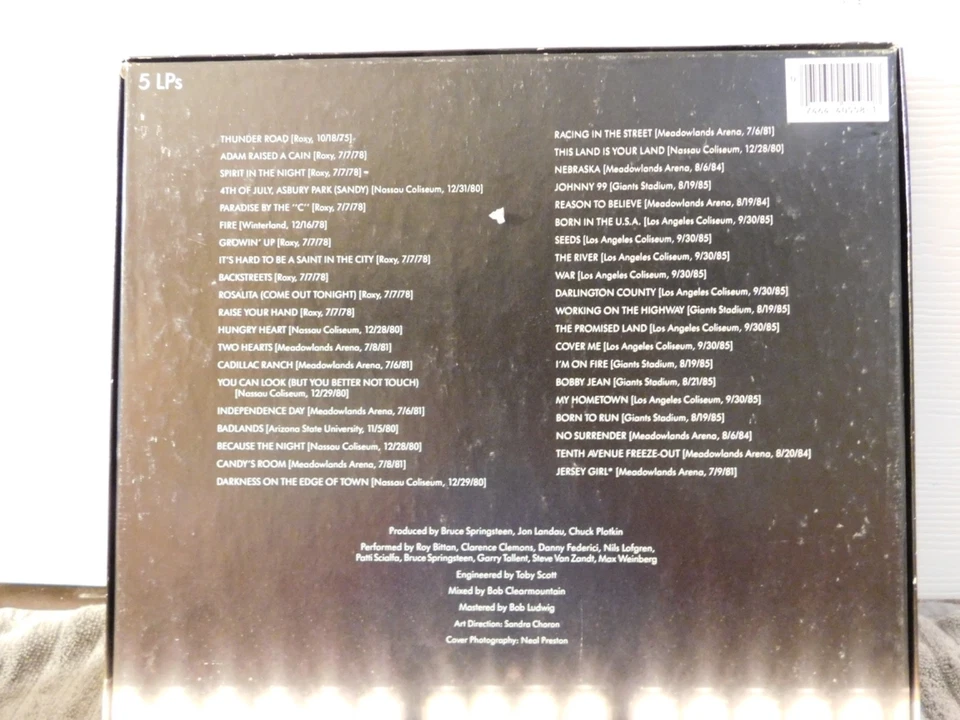 5 LPs
THUNDER ROAD [Roxy, 10/18/75]
ADAM RAISED A CAIN [Roxy, 7/7/78]
SPIRIT IN THE NIGHT [Roxy, 7/7/78]
4TH OF JULY, ASBURY PARK (SANDY) [Nassau Coliseum, 12/31/80]
PARADISE BY THE "C" [Roxy, 7/7/78]
FIRE [Winterland, 12/16/78]
GROWIN' UP [Roxy, 7/7/78]
IT'S HARD TO BE A SAINT IN THE CITY [Roxy, 7/7/78]
BACKSTREETS [Roxy, 7/7/78]
ROSALITA (COME OUT TONIGHT) [Roxy, 7/7/78]
RAISE YOUR HAND [Roxy, 7/7/78]
HUNGRY HEART [Nassau Coliseum, 12/28/80]
TWO HEARTS [Meadowlands Arena, 7/8/81]
CADILLAC RANCH [Meadowlands Arena, 7/6/81]
YOU CAN LOOK (BUT YOU BETTER NOT TOUCH)
[Nassau Coliseum, 12/29/80]
INDEPENDENCE DAY [Meadowlands Arena, 7/6/81]
BADLANDS [Arizona State University, 11/5/80]
BECAUSE THE NIGHT [Nassau Coliseum, 12/28/80]
CANDY'S ROOM [Meadowlands Arena, 7/8/81]
DARKNESS ON THE EDGE OF TOWN [Nassau Coliseum, 12/29/80]
RACING IN THE STREET [Meadowlands Arena, 7/6/81]
THIS LAND IS YOUR LAND [Nassau Coliseum, 12/28/80]
NEBRASKA [Meadowlands Arena, 8/6/84]
JOHNNY 99 [Giants Stadium, 8/19/85]
REASON TO BELIEVE [Meadowlands Arena, 8/19/84]
BORN IN THE U.S.A. [Los Angeles Coliseum, 9/30/85]
SEEDS [Los Angeles Coliseum, 9/30/85]
THE RIVER [Los Angeles Coliseum, 9/30/85]
WAR [Los Angeles Coliseum, 9/30/85]
DARLINGTON COUNTY [Los Angeles Coliseum, 9/30/85]
WORKING ON THE HIGHWAY [Giants Stadium, 8/19/85]
THE PROMISED LAND [Los Angeles Coliseum, 9/30/85]
COVER ME [Los Angeles Coliseum, 9/30/85]
I'M ON FIRE [Giants Stadium, 8/19/85]
BOBBY JEAN [Giants Stadium, 8/21/85]
MY HOMETOWN [Los Angeles Coliseum, 9/30/85]
BORN TO RUN [Giants Stadium, 8/19/85]
NO SURRENDER [Meadowlands Arena, 8/6/84]
TENTH AVENUE FREEZE-OUT [Meadowlands Arena, 8/20/84]
JERSEY GIRL* [Meadowlands Arena, 7/9/81]
Produced by Bruce Springsteen, Jon Landau, Chuck Plotkin
Performed by Roy Bittan, Clarence Clemons, Danny Federici, Nils Lofgren,
Patti Scialfa, Bruce Springsteen, Garry Tallent, Steve Van Zandt, Max Weinberg
Engineered by Toby Scott
Mixed by Bob Clearmountain
Mastered by Bob Ludwig
Art Direction: Sandra Choron
Cover Photography: Neal Preston